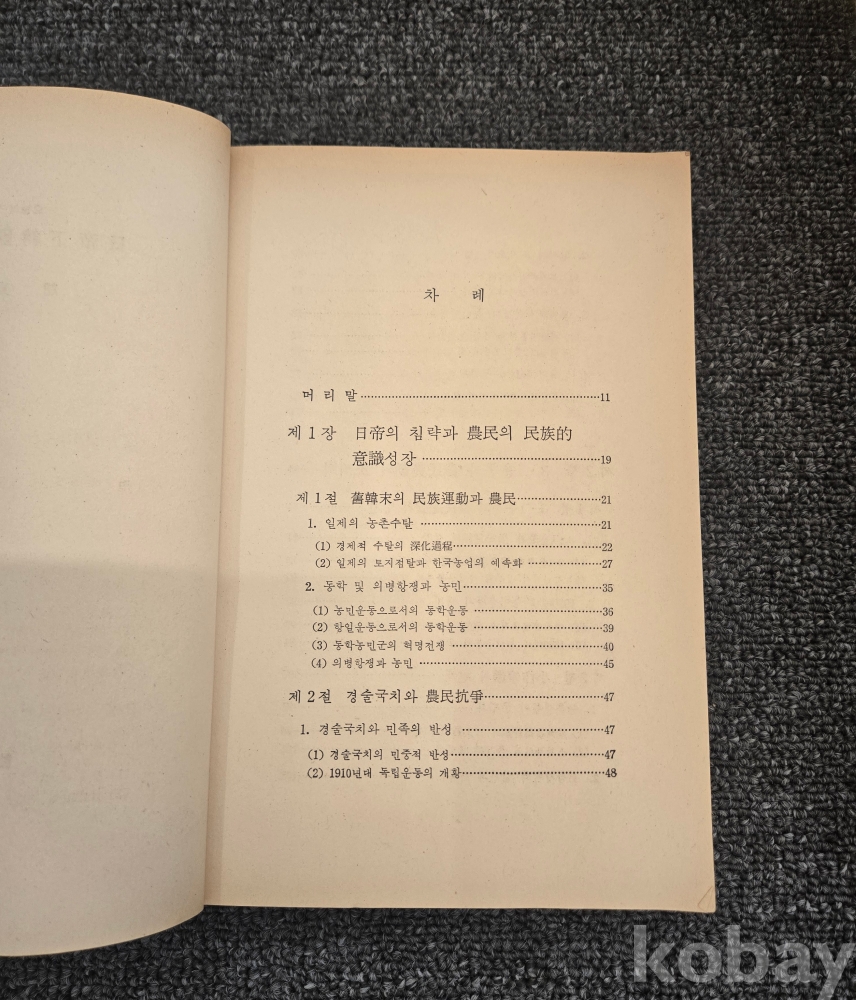 차 례
머 리 말 ········ 11
제 1 장 日帝의 침략과 農民의 民族的
意識성장 ········ 19
제 1 절 舊韓末의 民族運動과 農民 ········ 21
1. 일제의 농촌수탈 ········ 21
(1) 경제적 수탈의 深化過程 ········ 22
(2) 일제의 토지점탈과 한국농업의 예속화 ········ 27
2. 동학 및 의병항쟁과 농민 ········ 35
(1) 농민운동으로서의 동학운동 ········ 36
(2) 항일운동으로서의 동학운동 ········ 39
(3) 동학농민군의 혁명전쟁 ········ 40
(4) 의병항쟁과 농민 ········ 45
제 2 절 경술국치와 農民抗爭 ········ 47
1. 경술국치와 민족의 반성 ········ 47
(1) 경술국치의 민중적 반성 ········ 47
(2) 1910년대 독립운동의 개황 ········ 48
kobay